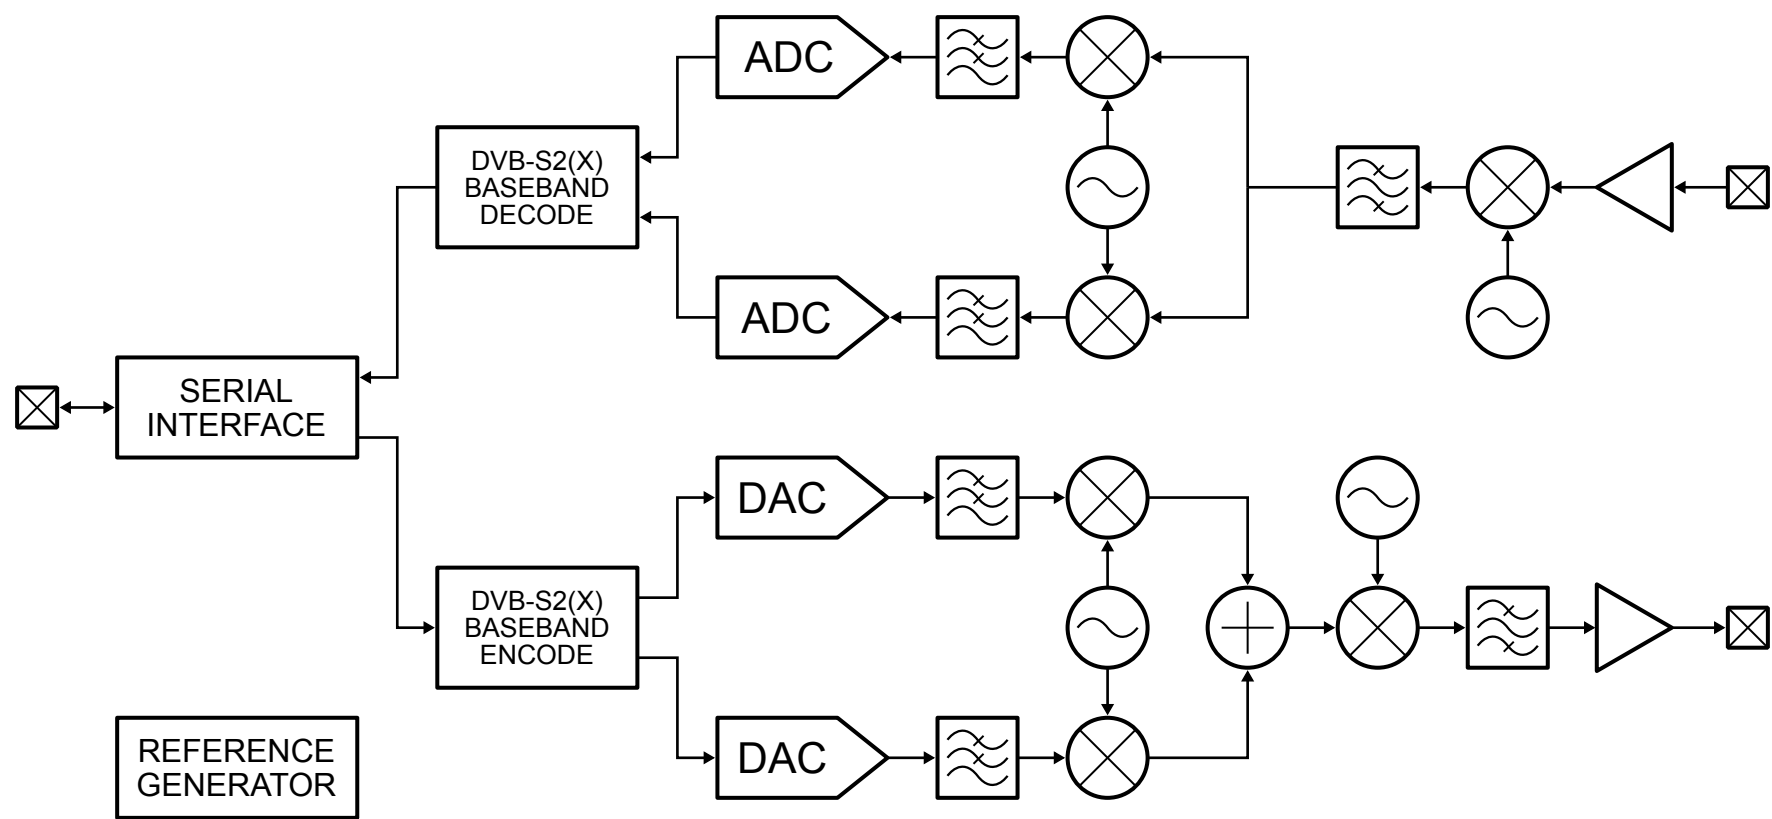 ADC
DVB-S2(X)
BASEBAND
DECODE
ADC
SERIAL
INTERFACE
DAC
DVB-S2(X)
BASEBAND
ENCODE
DAC
REFERENCE
GENERATOR